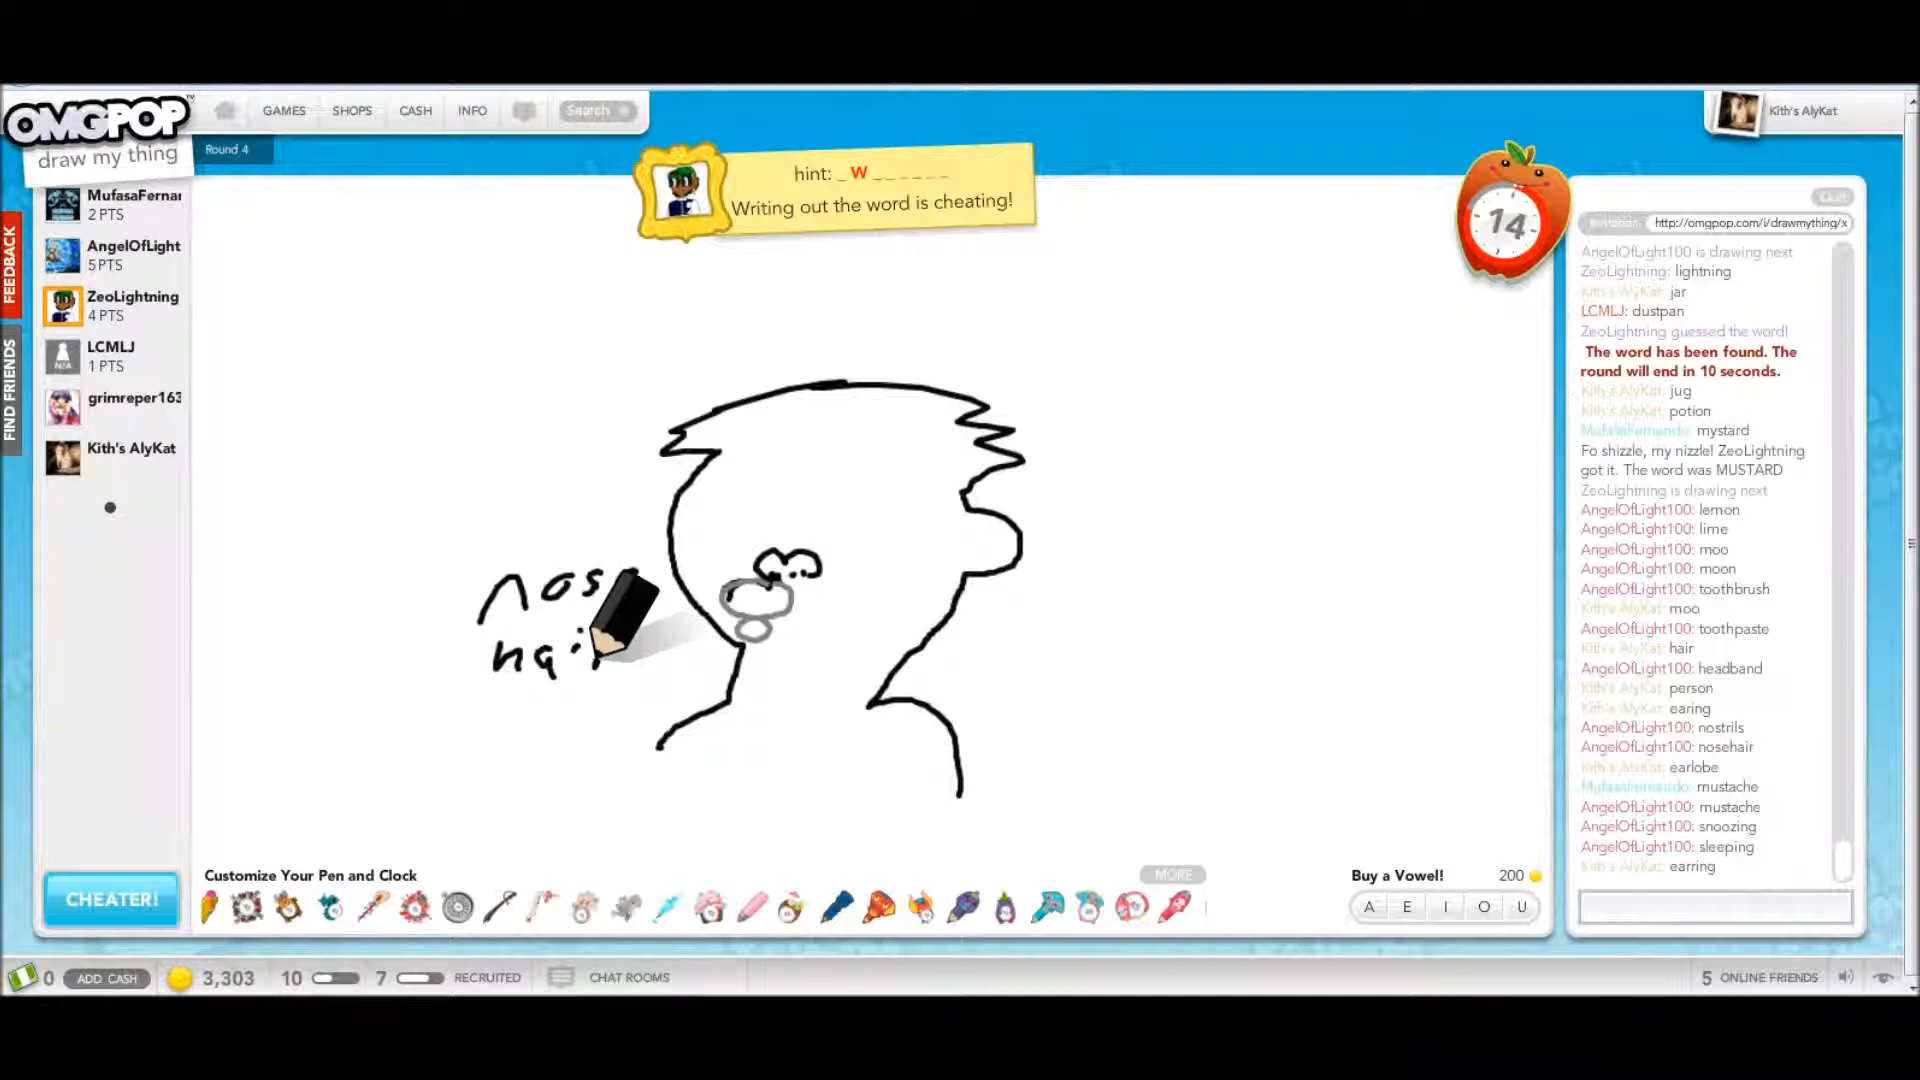 OMGPOP
draw my thing
GAMES
SHOPS
CASH
INFO
Search
Kith's AlyKat
Round 4
FEEDBACK
FIND FRIENDS
MufasaFernar
2 PTS
AngelOfLight
5 PTS
ZeoLightning
4 PTS
N/A
LCMLJ
1 PTS
grimreper163
Kith's AlyKat
hint: _ W _ _ _ _ _ _
Writing out the word is cheating!
14
nos
hai
Quit
Invitation
http://omgpop.com/i/drawmything/x
AngelOfLight100 is drawing next
ZeoLightning: lightning
Kith's AlyKat: jar
LCMLJ: dustpan
ZeoLightning guessed the word!
The word has been found. The
round will end in 10 seconds.
Kith's AlyKat: jug
Kith's AlyKat: potion
MufasaFernando: mystard
Fo shizzle, my nizzle! ZeoLightning
got it. The word was MUSTARD
ZeoLightning is drawing next
AngelOfLight100: lemon
AngelOfLight100: lime
AngelOfLight100: moo
AngelOfLight100: moon
AngelOfLight100: toothbrush
Kith's AlyKat: moo
AngelOfLight100: toothpaste
Kith's AlyKat: hair
AngelOfLight100: headband
Kith's AlyKat: person
Kith's AlyKat: earing
AngelOfLight100: nostrils
AngelOfLight100: nosehair
Kith's AlyKat: earlobe
MufasaFernando: mustache
AngelOfLight100: mustache
AngelOfLight100: snoozing
AngelOfLight100: sleeping
Kith's AlyKat: earring
CHEATER!
Customize Your Pen and Clock
MORE
Buy a Vowel!
200
A E I O U
0
ADD CASH
3,303
10
7
RECRUITED
CHAT ROOMS
5 ONLINE FRIENDS